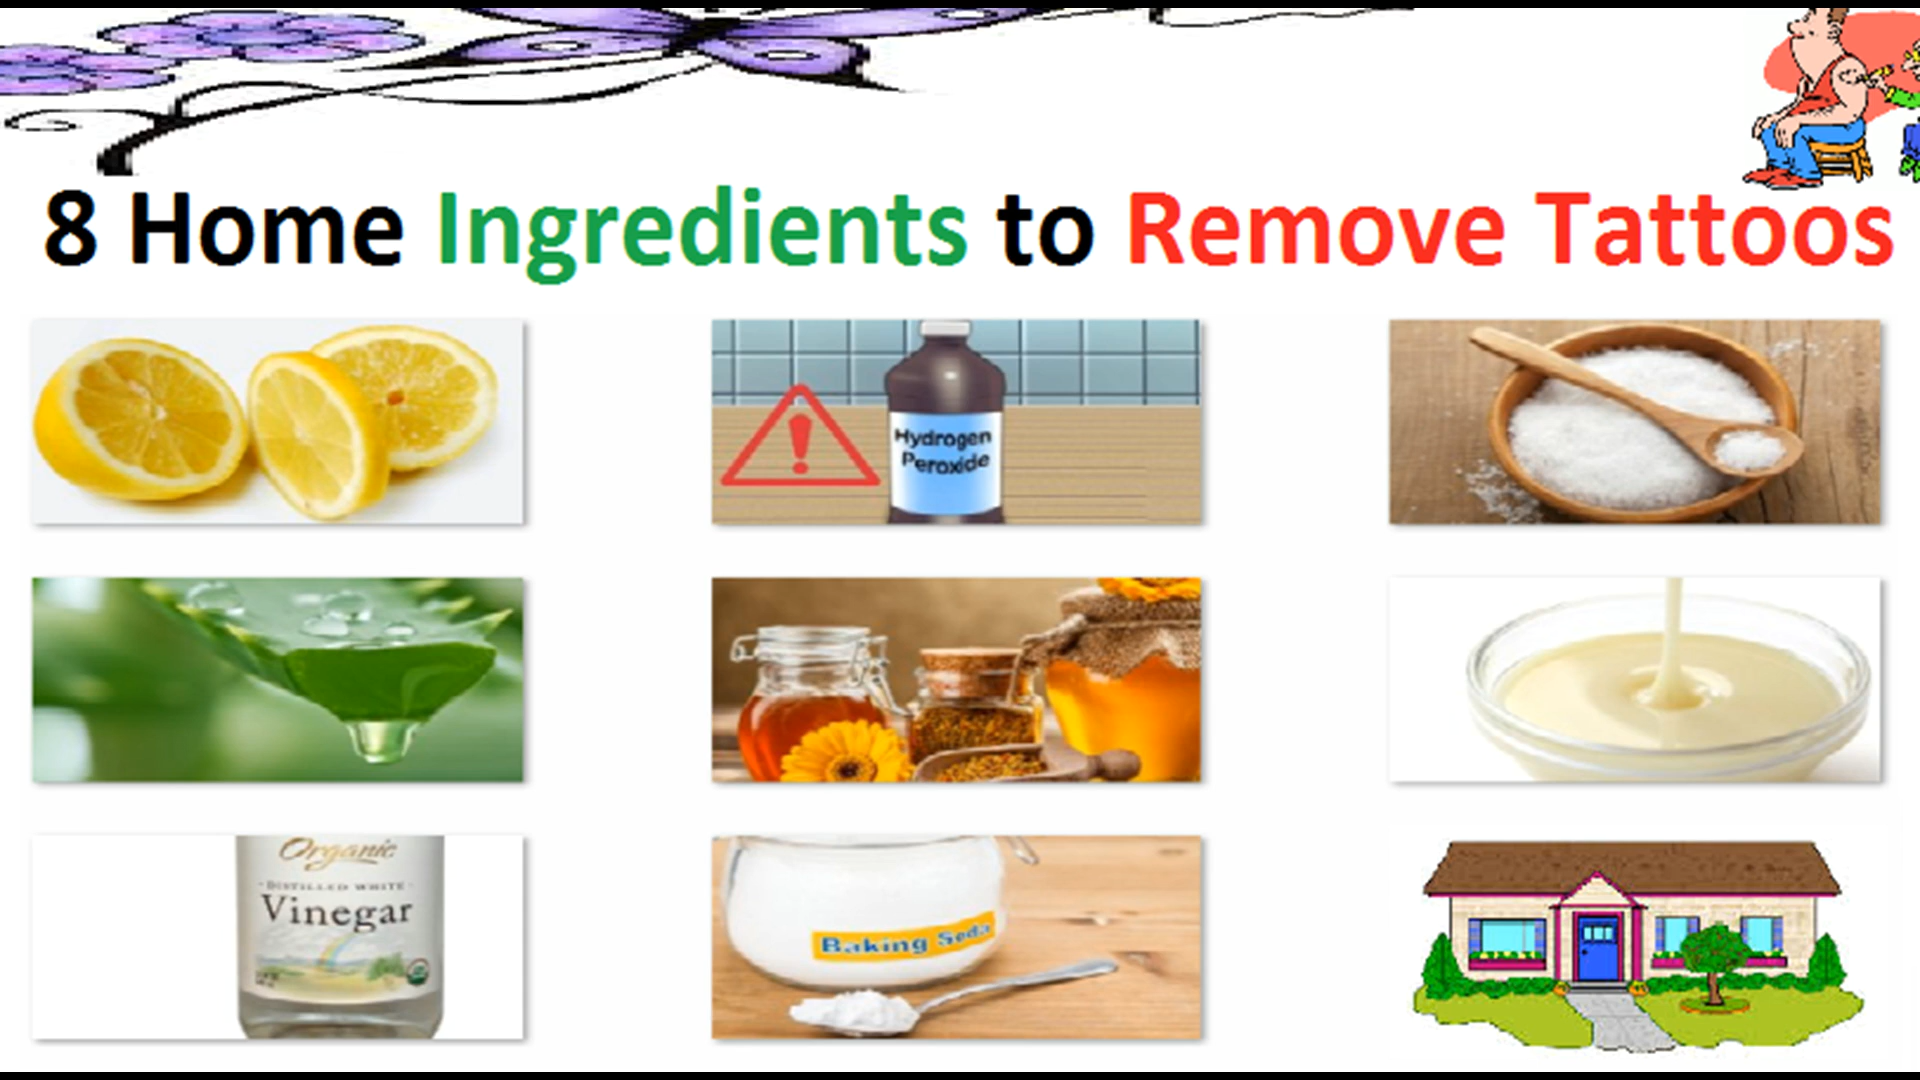 8 Home Ingredients to Remove Tattoos
Hydrogen
Peroxide
Organic
DISTILLED WHITE
Vinegar
Baking Soda